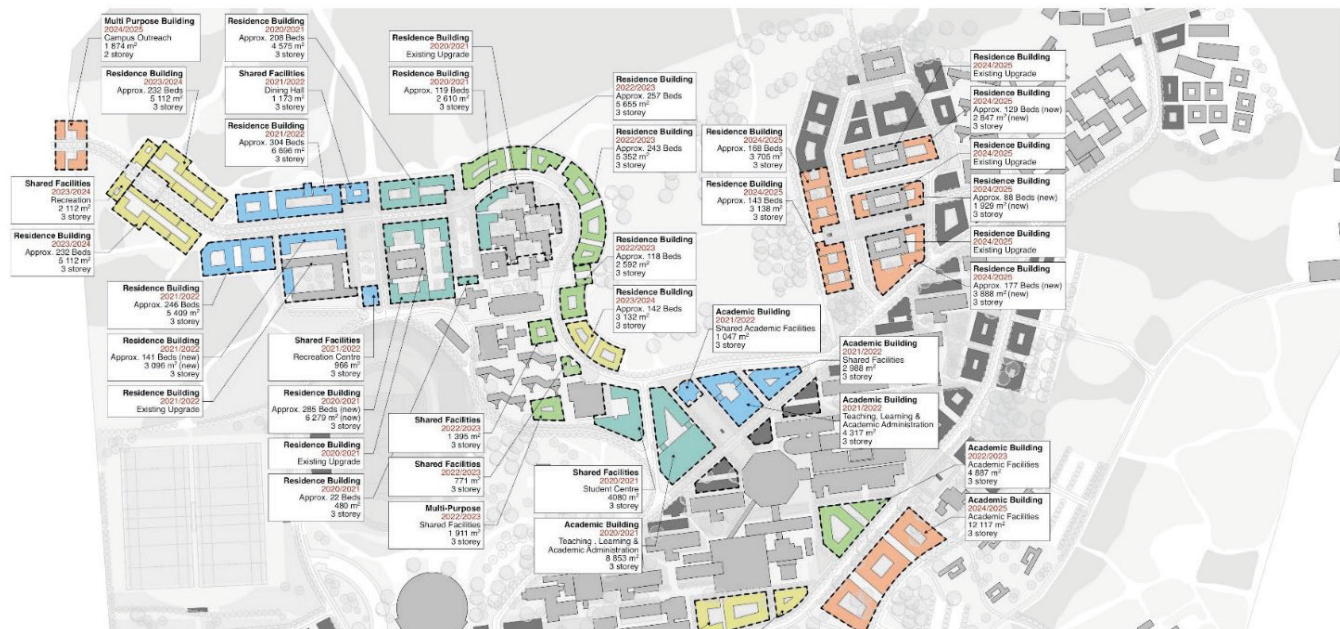 Multi Purpose Building
2024/2025
Campus Outreach
1 874 m²
2 storey
Residence Building
2020/2021
Approx. 208 Beds
4 575 m²
3 storey
Residence Building
2020/2021
Existing Upgrade
Residence Building
2023/2024
Approx. 232 Beds
5 112 m²
3 storey
Shared Facilities
2021/2022
Dining Hall
1 173 m²
3 storey
Residence Building
2020/2021
Approx. 119 Beds
2 610 m²
3 storey
Residence Building
2022/2023
Approx. 257 Beds
5 655 m²
3 storey
Residence Building
2021/2022
Approx. 304 Beds
6 696 m²
3 storey
Residence Building
2022/2023
Approx. 243 Beds
5 352 m²
3 storey
Residence Building
2024/2025
Approx. 168 Beds
3 705 m²
3 storey
Residence Building
2024/2025
Approx. 143 Beds
3 138 m²
3 storey
Residence Building
2024/2025
Existing Upgrade
Residence Building
2024/2025
Approx. 129 Beds (new)
2 847 m² (new)
3 storey
Residence Building
2024/2025
Existing Upgrade
Residence Building
2024/2025
Approx. 88 Beds (new)
1 929 m² (new)
3 storey
Residence Building
2024/2025
Existing Upgrade
Residence Building
2024/2025
Approx. 177 Beds (new)
3 888 m² (new)
3 storey
Shared Facilities
2023/2024
Recreation
2 112 m²
3 storey
Residence Building
2023/2024
Approx. 232 Beds
5 112 m²
3 storey
Residence Building
2022/2023
Approx. 118 Beds
2 592 m²
3 storey
Residence Building
2023/2024
Approx. 142 Beds
3 132 m²
3 storey
Residence Building
2021/2022
Approx. 246 Beds
5 409 m²
3 storey
Residence Building
2021/2022
Approx. 141 Beds (new)
3 096 m² (new)
3 storey
Residence Building
2021/2022
Existing Upgrade
Shared Facilities
2021/2022
Recreation Centre
966 m²
3 storey
Residence Building
2020/2021
Approx. 285 Beds (new)
6 279 m² (new)
3 storey
Residence Building
2020/2021
Existing Upgrade
Residence Building
2020/2021
Approx. 22 Beds
480 m²
3 storey
Shared Facilities
2022/2023
1 395 m²
3 storey
Shared Facilities
2022/2023
771 m²
3 storey
Multi-Purpose
2022/2023
Shared Facilities
1 911 m²
3 storey
Shared Facilities
2020/2021
Student Centre
4080 m²
3 storey
Academic Building
2020/2021
Teaching , Learning &
Academic Administration
8 853 m²
3 storey
Academic Building
2021/2022
Shared Academic Facilities
1 047 m²
3 storey
Academic Building
2021/2022
Shared Facilities
2 988 m²
3 storey
Academic Building
2021/2022
Teaching, Learning &
Academic Administration
4 317 m²
3 storey
Academic Building
2022/2023
Academic Facilities
4 887 m²
3 storey
Academic Building
2024/2025
Academic Facilities
12 117 m²
3 storey